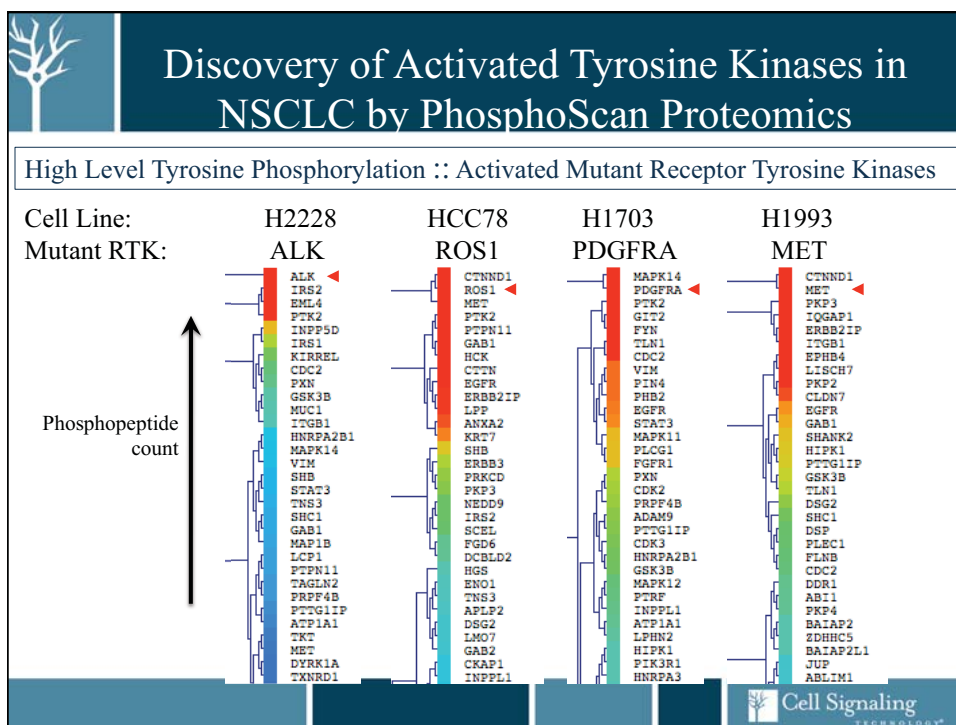 Discovery of Activated Tyrosine Kinases in
NSCLC by PhosphoScan Proteomics
High Level Tyrosine Phosphorylation :: Activated Mutant Receptor Tyrosine Kinases
Cell Line: H2228 HCC78 H1703 H1993
Mutant RTK: ALK ROS1 PDGFRA MET
Phosphopeptide
count
ALK
IRS2
EML4
PTK2
INPP5D
IRS1
KIRREL
CDC2
PXN
GSK3B
MUC1
ITGB1
HNRPA2B1
MAPK14
VIM
SHB
STAT3
TNS3
SHC1
GAB1
MAP1B
LCP1
PTPN11
TAGLN2
PRPF4B
PTTG1IP
ATP1A1
TKT
MET
DYRK1A
TXNRD1
CTNND1
ROS1
MET
PTK2
PTPN11
GAB1
HCK
CTTN
EGFR
ERBB2IP
LPP
ANXA2
KRT7
SHB
ERBB3
PRKCD
PKP3
NEDD9
IRS2
SCEL
FGD6
DCBLD2
HGS
ENO1
TNS3
APLP2
DSG2
LMO7
GAB2
CKAP1
INPPL1
MAPK14
PDGFRA
PTK2
GIT2
FYN
TLN1
CDC2
VIM
PIN4
PHB2
EGFR
STAT3
MAPK11
PLCG1
FGFR1
PXN
CDK2
PRPF4B
ADAM9
PTTG1IP
CDK3
HNRPA2B1
GSK3B
MAPK12
PTRF
INPPL1
ATP1A1
LPHN2
HIPK1
PIK3R1
HNRPA3
CTNND1
MET
PKP3
IQGAP1
ERBB2IP
ITGB1
EPHB4
LISCH7
PKP2
CLDN7
EGFR
GAB1
SHANK2
HIPK1
PTTG1IP
GSK3B
TLN1
DSG2
SHC1
DSP
PLEC1
FLNB
CDC2
DDR1
ABI1
PKP4
BAIAP2
ZDHHC5
BAIAP2L1
JUP
ABLIM1
Cell Signaling
TECHNOLOGY®